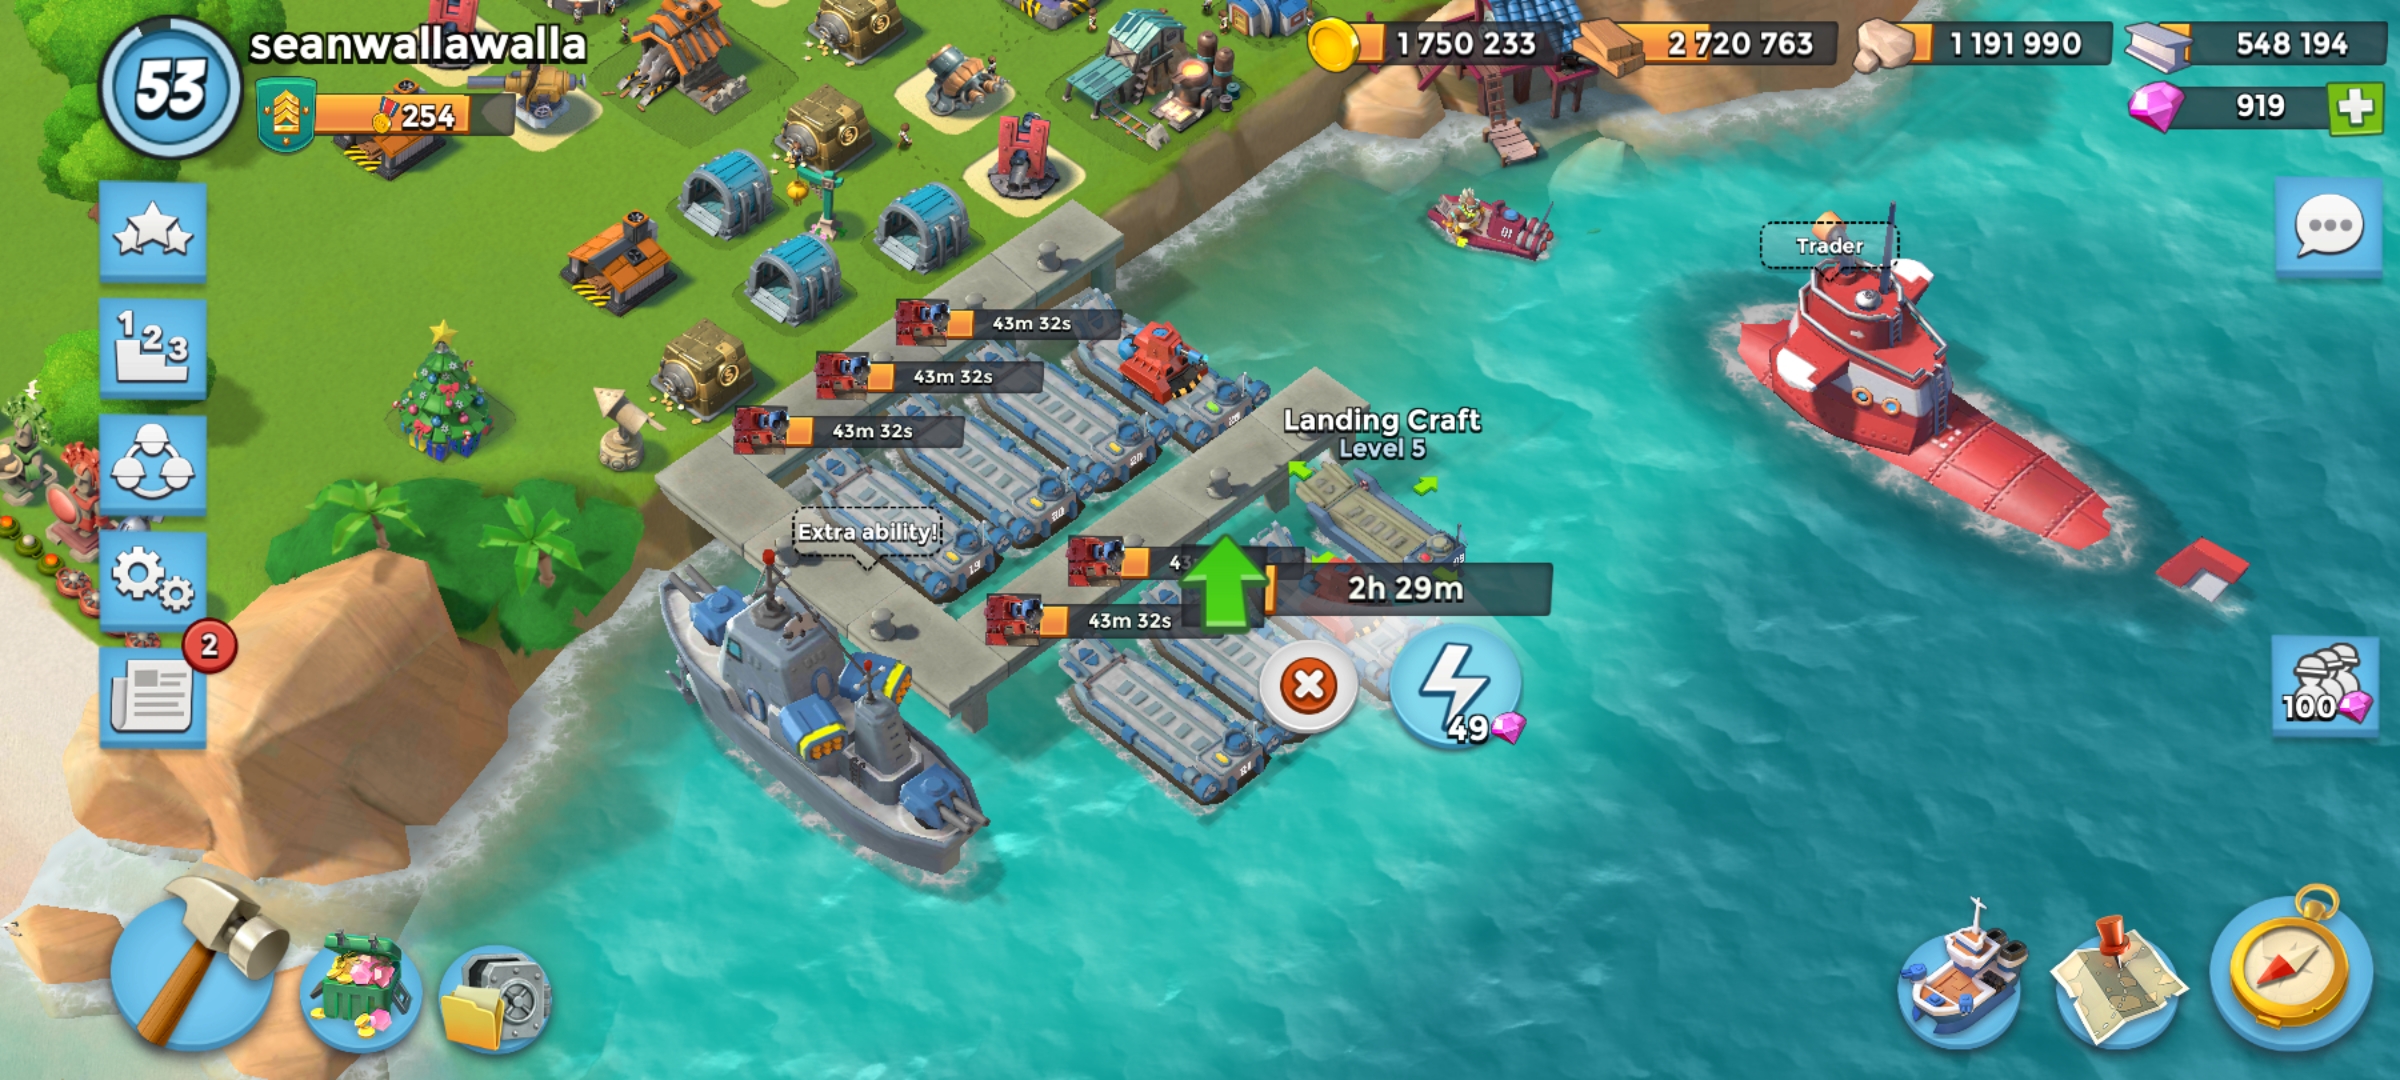 seanwallawalla
53
254
1 750 233
2 720 763
1 191 990
548 194
919
Trader
43m 32s
43m 32s
43m 32s
Landing Craft
Level 5
Extra ability!
43
2h 29m
43m 32s
49
1 2 3
2
100